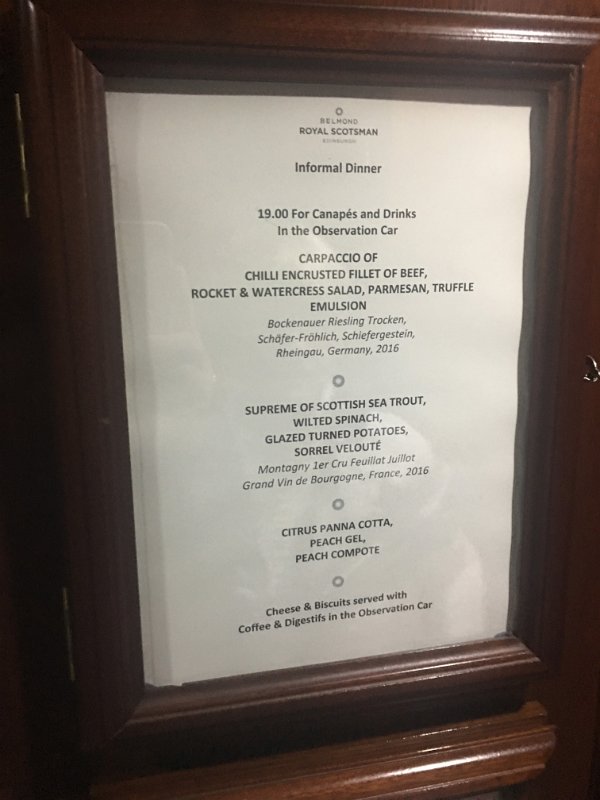 BELMOND
ROYAL SCOTSMAN
EDINBURGH
Informal Dinner
19.00 For Canapés and Drinks
In the Observation Car
CARPACCIO OF
CHILLI ENCRUSTED FILLET OF BEEF,
ROCKET & WATERCRESS SALAD, PARMESAN, TRUFFLE
EMULSION
Bockenauer Riesling Trocken,
Schäfer-Fröhlich, Schiefergestein,
Rheingau, Germany, 2016
SUPREME OF SCOTTISH SEA TROUT,
WILTED SPINACH,
GLAZED TURNED POTATOES,
SORREL VELOUTÉ
Montagny 1er Cru Feuillat Juillot
Grand Vin de Bourgogne, France, 2016
CITRUS PANNA COTTA,
PEACH GEL,
PEACH COMPOTE
Cheese & Biscuits served with
Coffee & Digestifs in the Observation Car